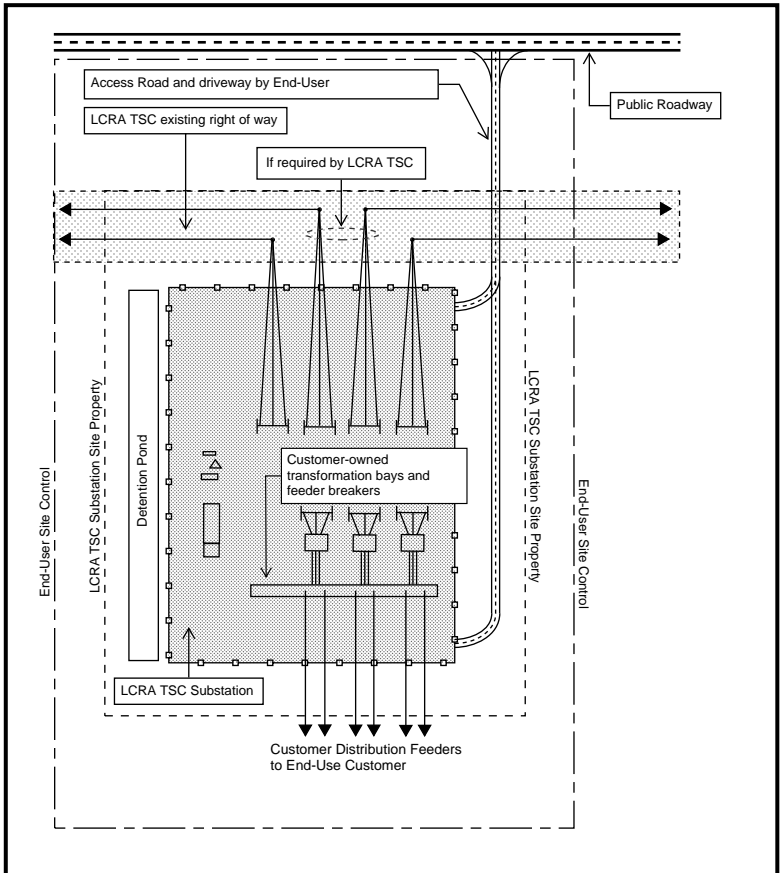 Access Road and driveway by End-User
Public Roadway
LCRA TSC existing right of way
If required by LCRA TSC
End-User Site Control
LCRA TSC Substation Site Property
Detention Pond
Customer-owned
transformation bays and
feeder breakers
LCRA TSC Substation Site Property
End-User Site Control
LCRA TSC Substation
Customer Distribution Feeders
to End-Use Customer